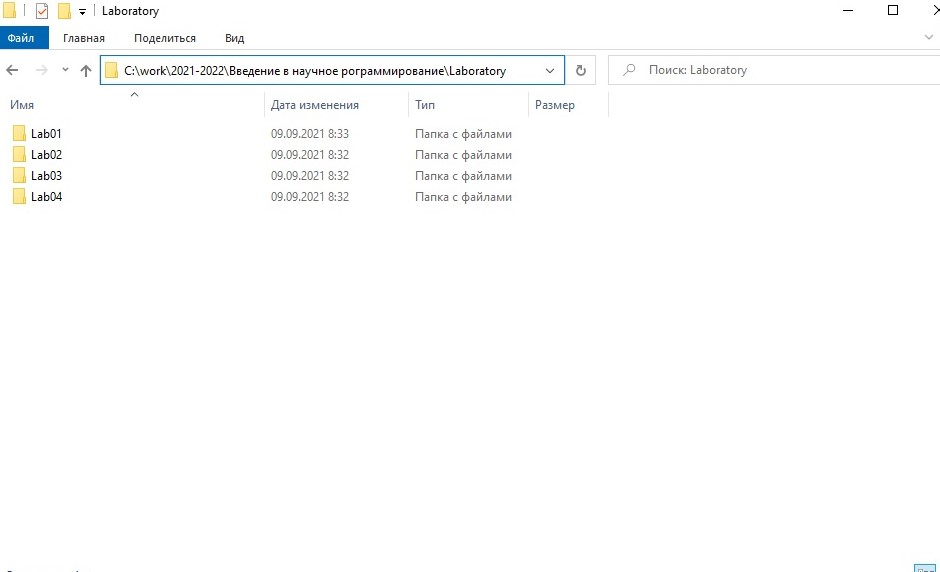 Laboratory
Файл Главная Поделиться Вид
C:\work\2021-2022\Введение в научное рограммирование\Laboratory Поиск: Laboratory
Имя Дата изменения Тип Размер
Lab01 09.09.2021 8:33 Папка с файлами
Lab02 09.09.2021 8:32 Папка с файлами
Lab03 09.09.2021 8:32 Папка с файлами
Lab04 09.09.2021 8:32 Папка с файлами